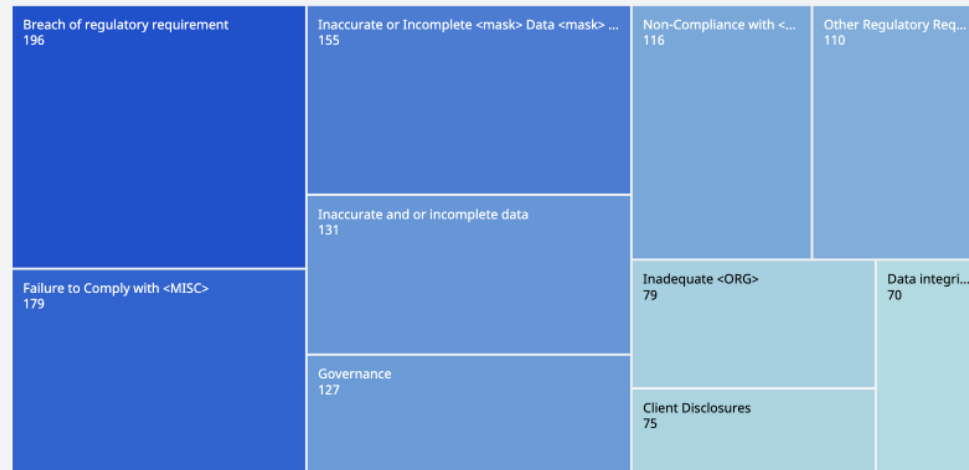 Breach of regulatory requirement
196
Failure to Comply with <MISC>
179
Inaccurate or Incomplete <mask> Data <mask> ...
155
Inaccurate and or incomplete data
131
Governance
127
Non-Compliance with <...
116
Other Regulatory Req...
110
Inadequate <ORG>
79
Client Disclosures
75
Data integri...
70